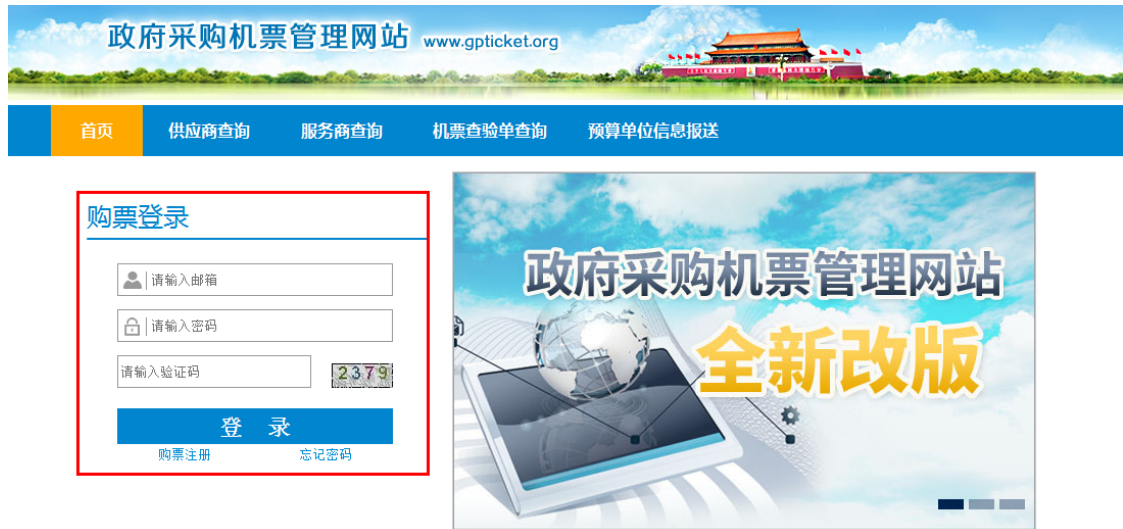 政府采购机票管理网站 www.gpticket.org
首页 供应商查询 服务商查询 机票查验单查询 预算单位信息报送
购票登录
请输入邮箱
请输入密码
请输入验证码 2379
登 录
购票注册 忘记密码
政府采购机票管理网站
全新改版